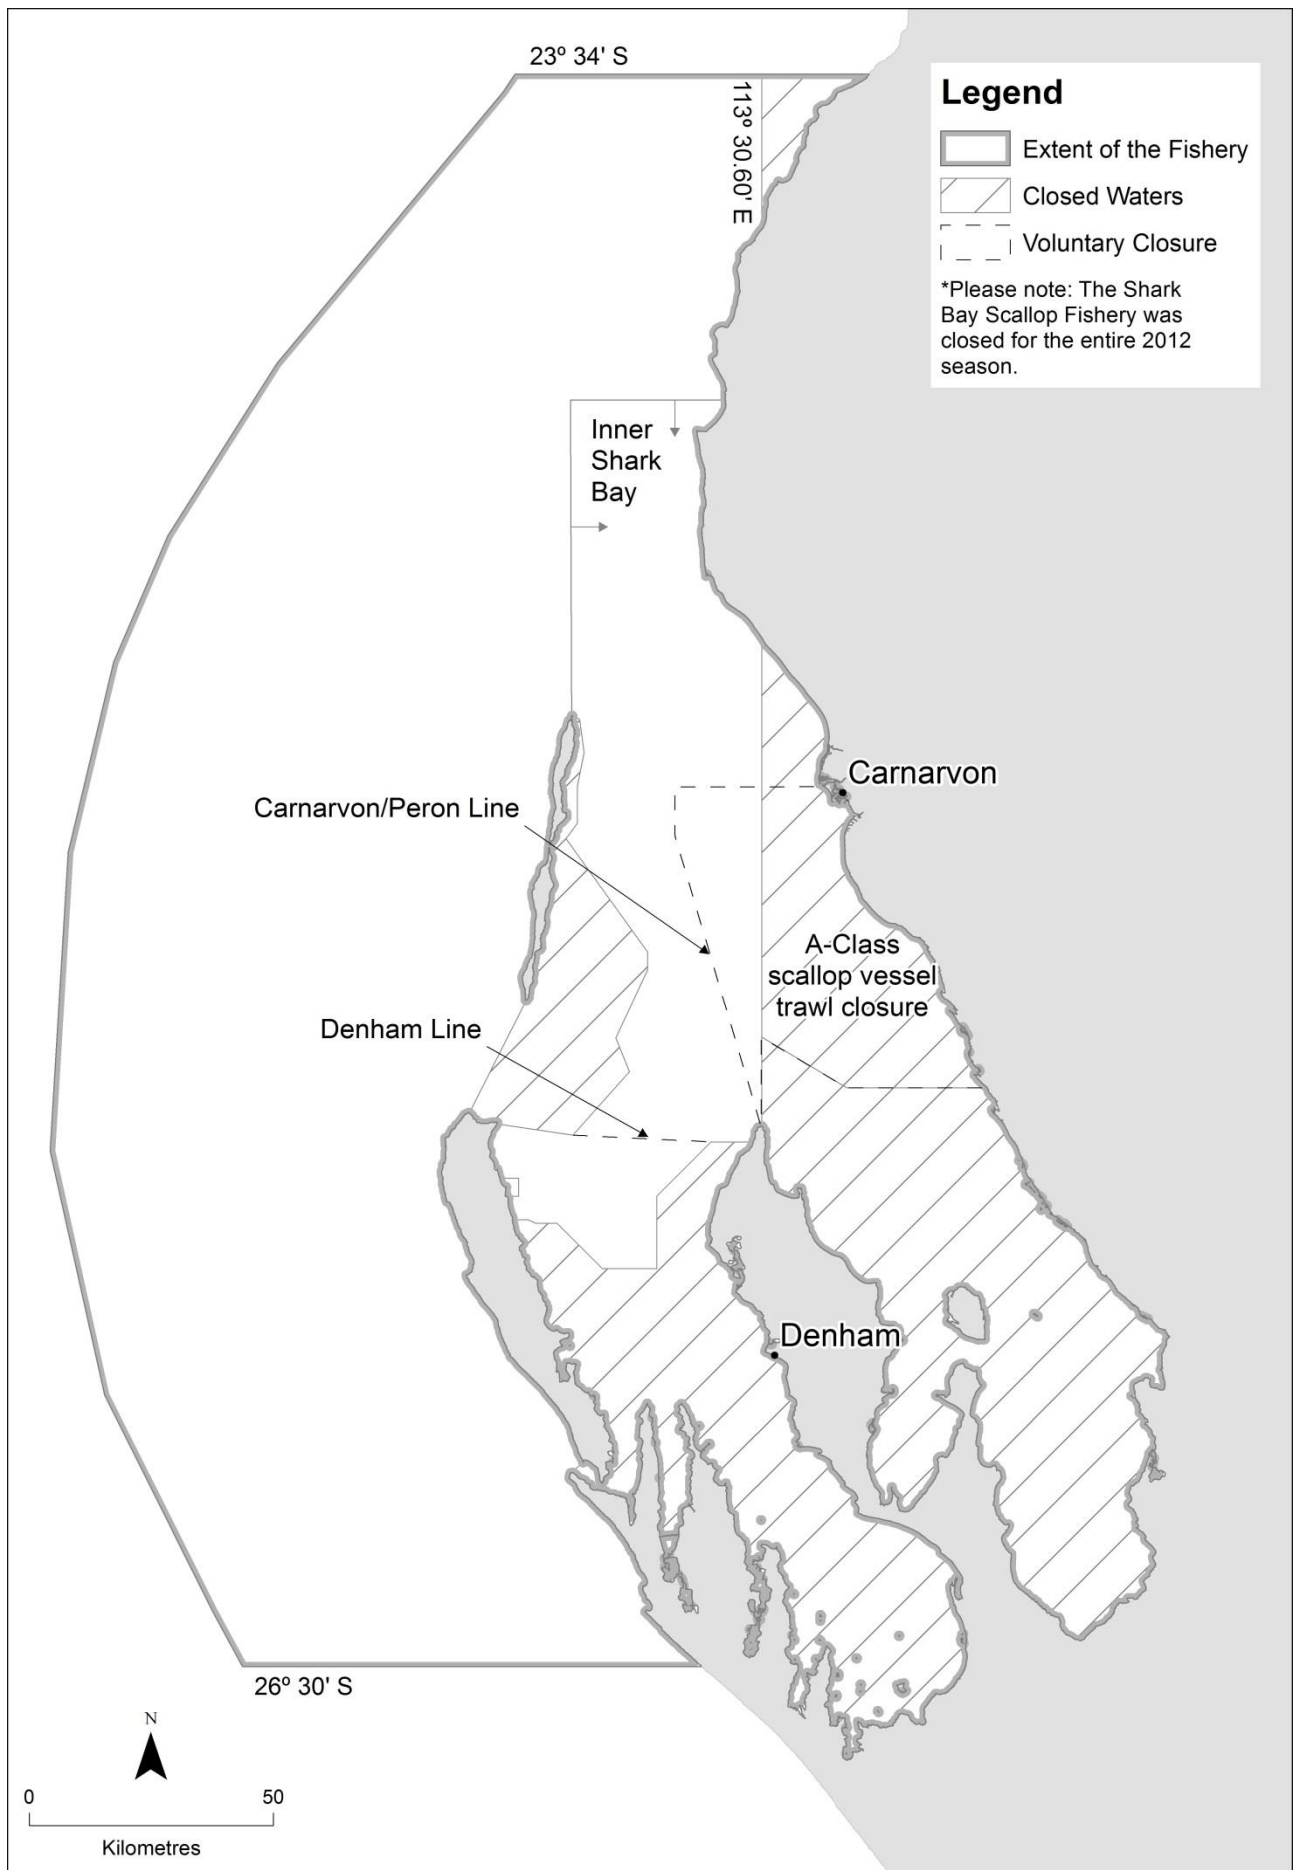 23º 34' S
113º 30.60' E
Legend
Extent of the Fishery
Closed Waters
Voluntary Closure
*Please note: The Shark
Bay Scallop Fishery was
closed for the entire 2012
season.
Inner
Shark
Bay
Carnarvon
Carnarvon/Peron Line
A-Class
scallop vessel
trawl closure
Denham Line
Denham
26º 30' S
N
0 50
Kilometres